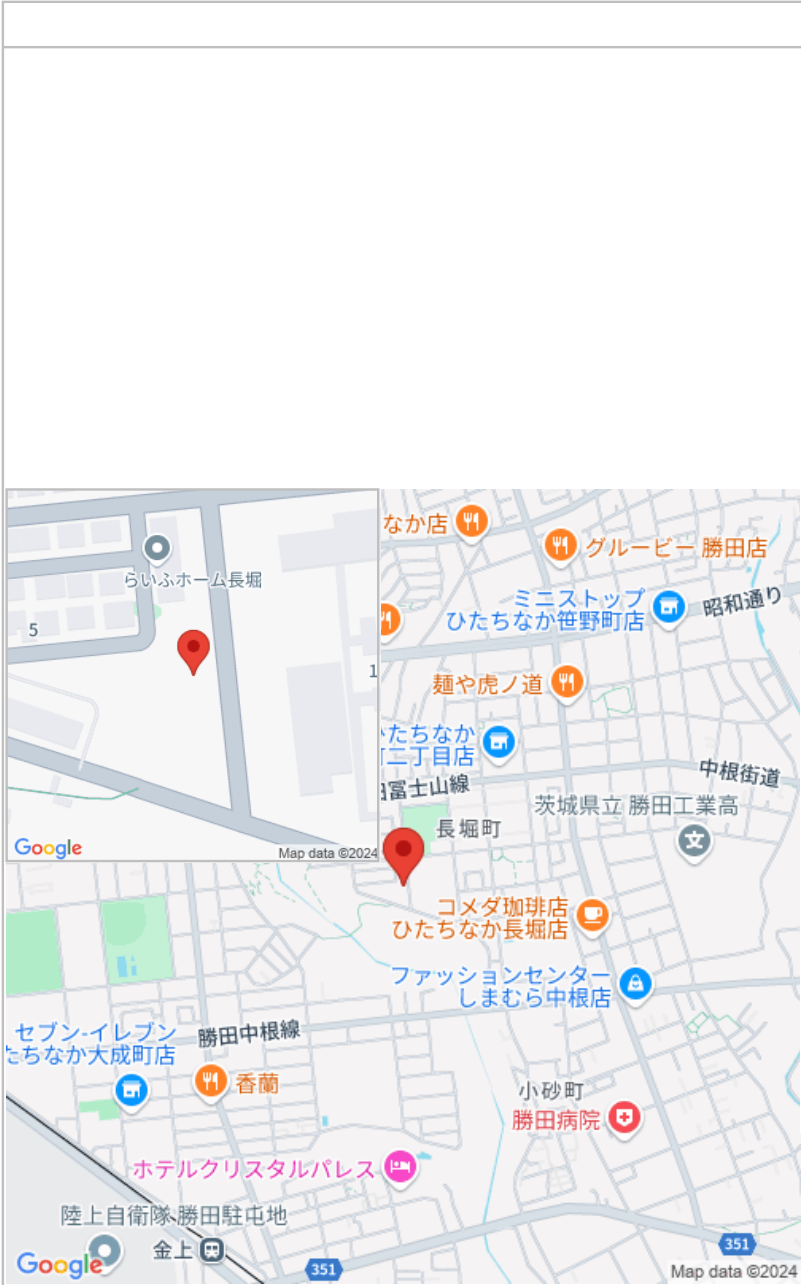 らいふホーム長堀
5
1
Google
Map data ©2024
なか店
グルービー 勝田店
ミニストップ
ひたちなか笹野町店
昭和通り
麺や虎ノ道
たちなか
二丁目店
中根街道
富士山線
茨城県立 勝田工業高
長堀町
文
コメダ珈琲店
ひたちなか長堀店
ファッションセンター
しまむら中根店
セブン-イレブン
たちなか大成町店
勝田中根線
香蘭
小砂町
勝田病院
ホテルクリスタルパレス
陸上自衛隊 勝田駐屯地
金上
351
351
Google
Map data ©2024